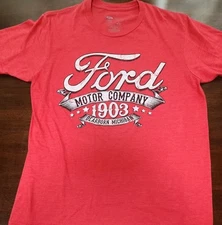 Ford
MOTOR COMPANY
1903
DEARBORN MICHIGAN